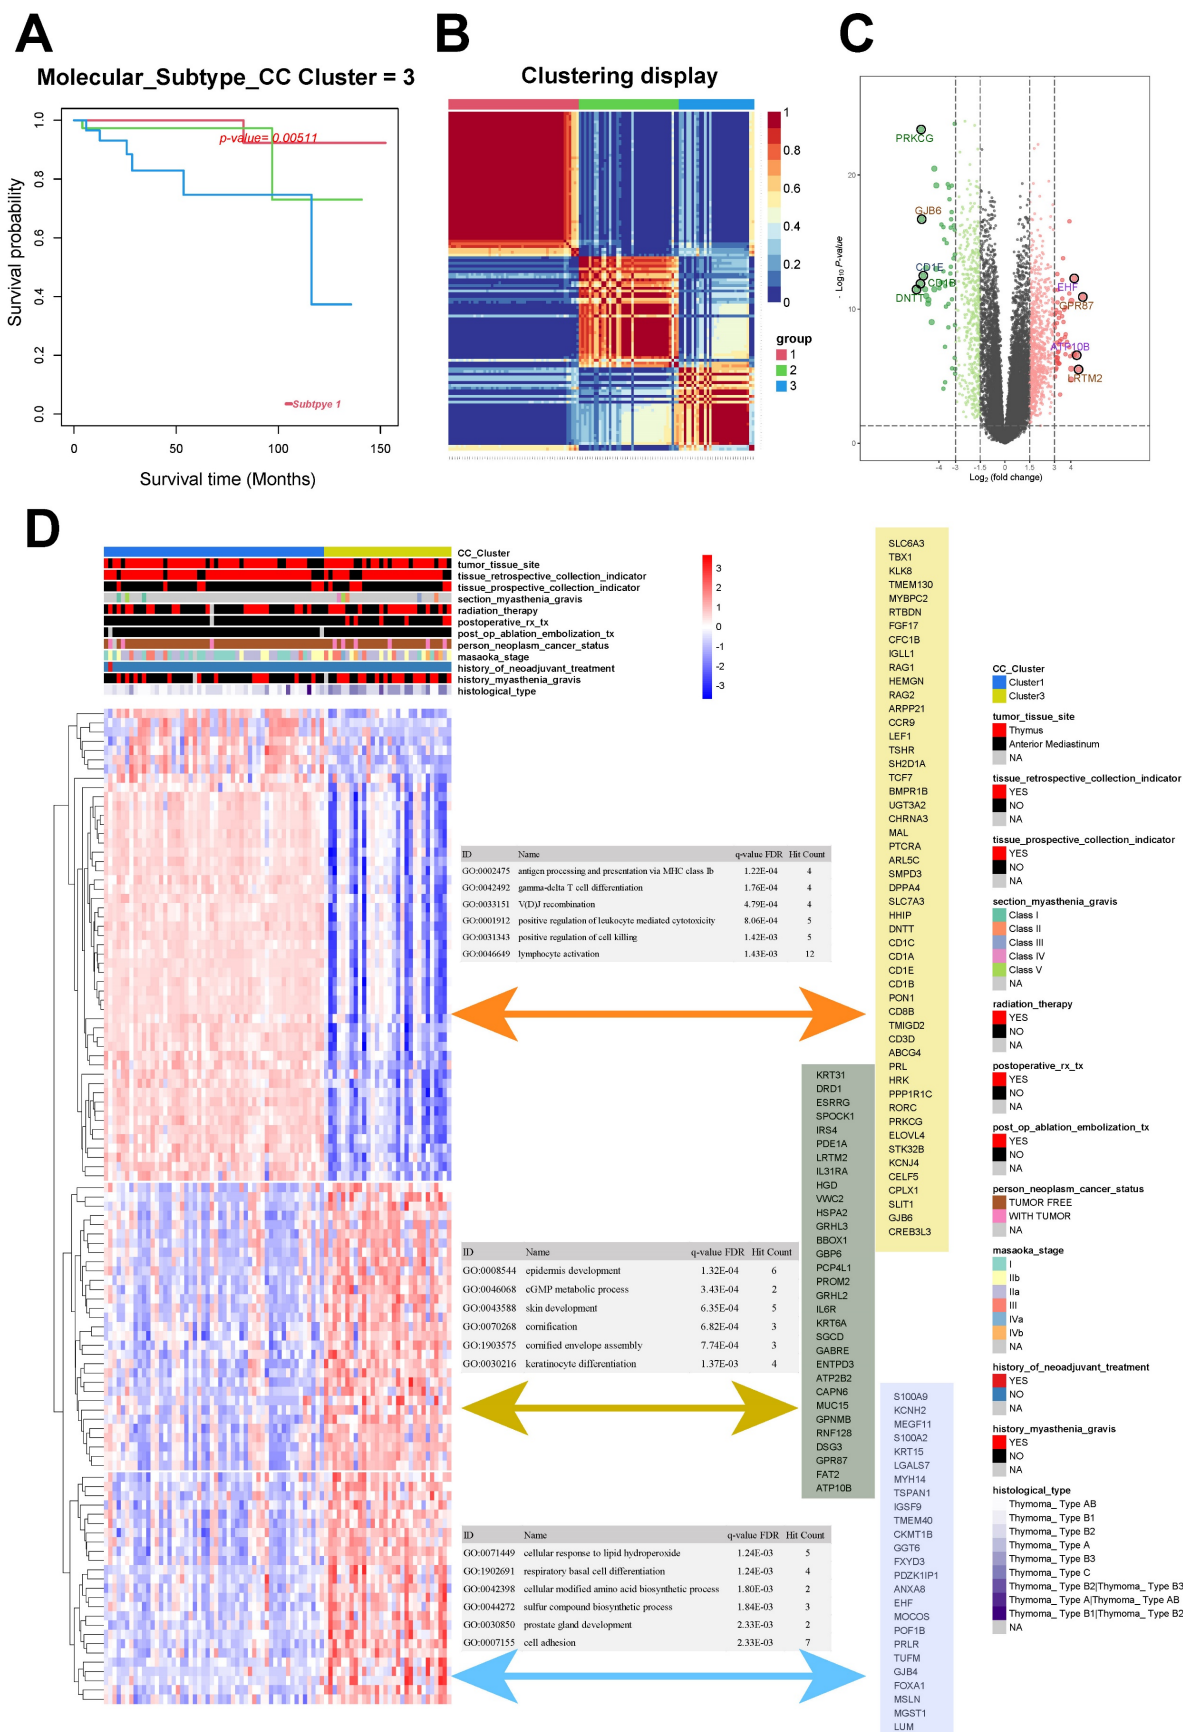 A
Molecular_Subtype_CC Cluster = 3
Survival probability
1.0
0.8
0.6
0.4
0.2
0.0
p-value= 0.00511
Subtpye 1
0
50
100
150
Survival time (Months)
B
Clustering display
1
0.8
0.6
0.4
0.2
0
1
0.8
0.6
0.4
0.2
0
group
1
2
3
C
- Log10 P-value
20
10
0
PRKCG
GJB6
CD1E
CD1B
DNTT
EHF
GPR87
ATP10B
LRTM2
-4
-3
-1.5
0
1.5
3
4
Log2 (fold change)
D
CC_Cluster
tumor_tissue_site
tissue_retrospective_collection_indicator
tissue_prospective_collection_indicator
section_myasthenia_gravis
radiation_therapy
postoperative_rx_tx
post_op_ablation_embolization_tx
person_neoplasm_cancer_status
masaoka_stage
history_of_neoadjuvant_treatment
history_myasthenia_gravis
histological_type
3
2
1
0
-1
-2
-3
ID Name q-value FDR Hit Count
GO:0002475 antigen processing and presentation via MHC class Ib 1.22E-04 4
GO:0042492 gamma-delta T cell differentiation 1.76E-04 4
GO:0033151 V(D)J recombination 4.79E-04 4
GO:0001912 positive regulation of leukocyte mediated cytotoxicity 8.06E-04 5
GO:0031343 positive regulation of cell killing 1.42E-03 5
GO:0046649 lymphocyte activation 1.43E-03 12
ID Name q-value FDR Hit Count
GO:0008544 epidermis development 1.32E-04 6
GO:0046068 cGMP metabolic process 3.43E-04 2
GO:0043588 skin development 6.35E-04 5
GO:0070268 cornification 6.82E-04 3
GO:1903575 cornified envelope assembly 7.74E-04 3
GO:0030216 keratinocyte differentiation 1.37E-03 4
ID Name q-value FDR Hit Count
GO:0071449 cellular response to lipid hydroperoxide 1.24E-03 5
GO:1902691 respiratory basal cell differentiation 1.24E-03 4
GO:0042398 cellular modified amino acid biosynthetic process 1.80E-03 2
GO:0044272 sulfur compound biosynthetic process 1.84E-03 3
GO:0030850 prostate gland development 2.33E-03 2
GO:0007155 cell adhesion 2.33E-03 7
SLC6A3
TBX1
KLK8
TMEM130
MYBPC2
RTBDN
FGF17
CFC1B
IGLL1
RAG1
HEMGN
RAG2
ARPP21
CCR9
LEF1
TSHR
SH2D1A
TCF7
BMPR1B
UGT3A2
CHRNA3
MAL
PTCRA
ARL5C
SMPD3
DPPA4
SLC7A3
HHIP
DNTT
CD1C
CD1A
CD1E
CD1B
PON1
CD8B
TMIGD2
CD3D
ABCG4
PRL
HRK
PPP1R1C
RORC
PRKCG
ELOVL4
STK32B
KCNJ4
CELF5
CPLX1
SLIT1
GJB6
CREB3L3
KRT31
DRD1
ESRRG
SPOCK1
IRS4
PDE1A
LRTM2
IL31RA
HGD
VWC2
HSPA2
GRHL3
BBOX1
GBP6
PCP4L1
PROM2
GRHL2
IL6R
KRT6A
SGCD
GABRE
ENTPD3
ATP2B2
CAPN6
MUC15
GPNMB
RNF128
DSG3
GPR87
FAT2
ATP10B
S100A9
KCNH2
MEGF11
S100A2
KRT15
LGALS7
MYH14
TSPAN1
IGSF9
TMEM40
CKMT1B
GGT6
FXYD3
PDZK1IP1
ANXA8
EHF
MOCOS
POF1B
PRLR
TUFM
GJB4
FOXA1
MSLN
MGST1
LUM
CC_Cluster
Cluster1
Cluster3
tumor_tissue_site
Thymus
Anterior Mediastinum
NA
tissue_retrospective_collection_indicator
YES
NO
NA
tissue_prospective_collection_indicator
YES
NO
NA
section_myasthenia_gravis
Class I
Class II
Class III
Class IV
Class V
NA
radiation_therapy
YES
NO
NA
postoperative_rx_tx
YES
NO
NA
post_op_ablation_embolization_tx
YES
NO
NA
person_neoplasm_cancer_status
TUMOR FREE
WITH TUMOR
NA
masaoka_stage
I
IIb
IIa
III
IVa
IVb
NA
history_of_neoadjuvant_treatment
YES
NO
NA
history_myasthenia_gravis
YES
NO
NA
histological_type
Thymoma_ Type AB
Thymoma_ Type B1
Thymoma_ Type B2
Thymoma_ Type A
Thymoma_ Type B3
Thymoma_ Type C
Thymoma_ Type B2|Thymoma_ Type B3
Thymoma_ Type A|Thymoma_ Type AB
Thymoma_ Type B1|Thymoma_ Type B2
NA